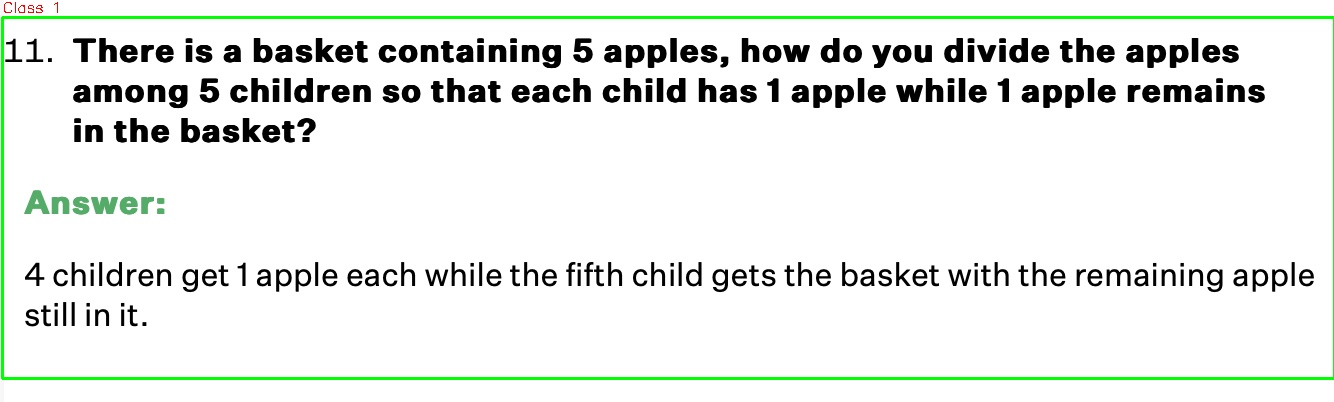 Class 1
11. There is a basket containing 5 apples, how do you divide the apples
among 5 children so that each child has 1 apple while 1 apple remains
in the basket?
Answer:
4 children get 1 apple each while the fifth child gets the basket with the remaining apple
still in it.